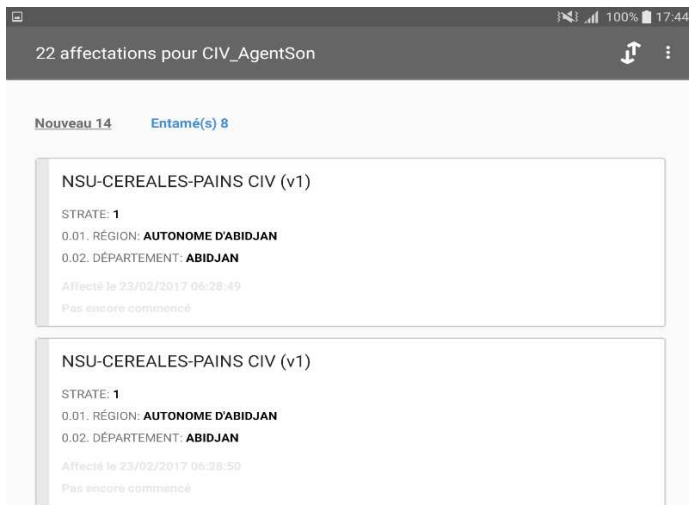 100% 17:44
22 affectations pour CIV_AgentSon
Nouveau 14 Entamé(s) 8
NSU-CEREALES-PAINS CIV (v1)
STRATE: 1
0.01. RÉGION: AUTONOME D'ABIDJAN
0.02. DÉPARTEMENT: ABIDJAN
Affecté le 23/02/2017 06:28:49
Pas encore commencé
NSU-CEREALES-PAINS CIV (v1)
STRATE: 1
0.01. RÉGION: AUTONOME D'ABIDJAN
0.02. DÉPARTEMENT: ABIDJAN
Affecté le 23/02/2017 06:28:50
Pas encore commencé